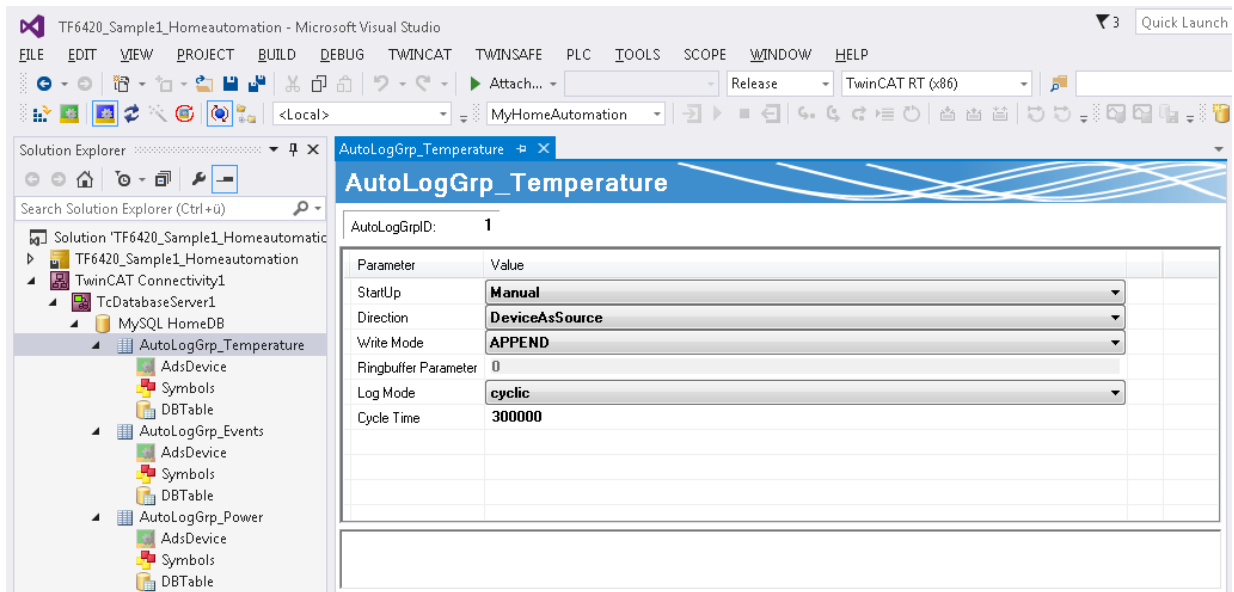 TF6420_Sample1_Homeautomation - Microsoft Visual Studio
3
Quick Launch
FILE EDIT VIEW PROJECT BUILD DEBUG TWINCAT TWINSAFE PLC TOOLS SCOPE WINDOW HELP
Attach...
Release
TwinCAT RT (x86)
<Local>
MyHomeAutomation
Solution Explorer
Search Solution Explorer (Ctrl+ü)
Solution 'TF6420_Sample1_Homeautomatic
TF6420_Sample1_Homeautomation
TwinCAT Connectivity1
TcDatabaseServer1
MySQL HomeDB
AutoLogGrp_Temperature
AdsDevice
Symbols
DBTable
AutoLogGrp_Events
AdsDevice
Symbols
DBTable
AutoLogGrp_Power
AdsDevice
Symbols
DBTable
AutoLogGrp_Temperature
AutoLogGrp_Temperature
AutoLogGrpID: 1
Parameter Value
StartUp Manual
Direction DeviceAsSource
Write Mode APPEND
Ringbuffer Parameter 0
Log Mode cyclic
Cycle Time 300000